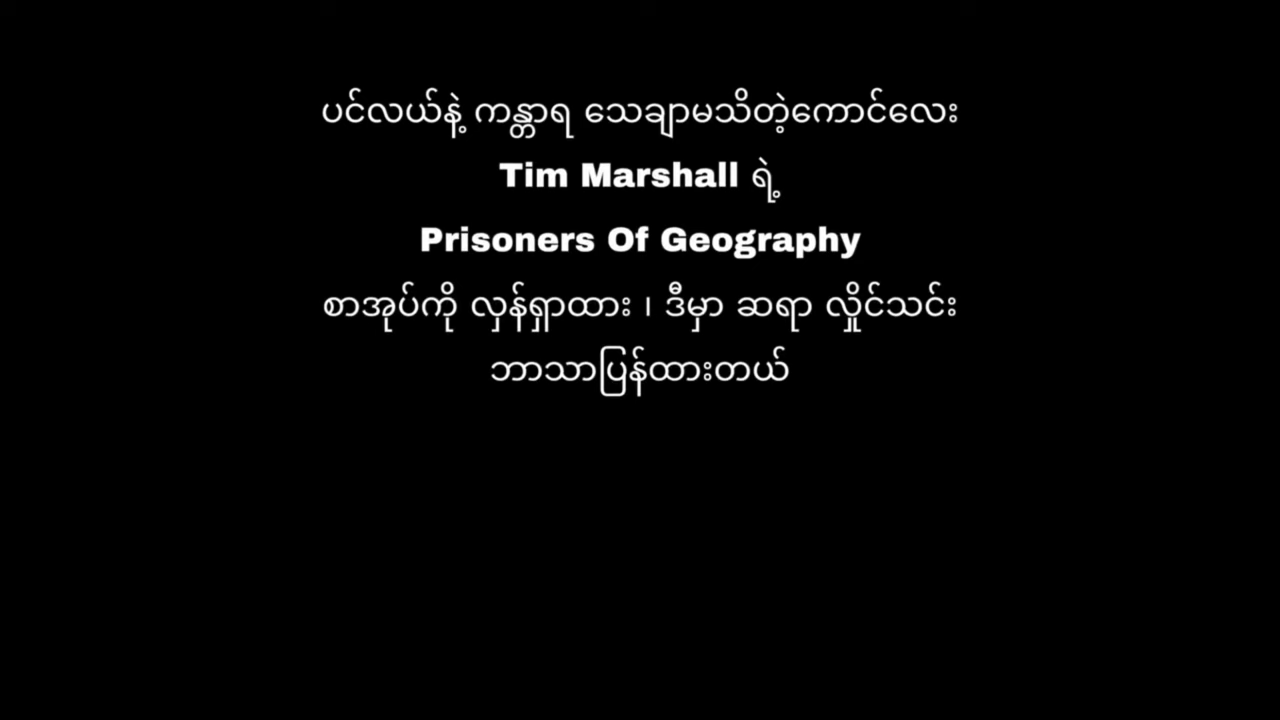 ပင်လယ်နဲ့ ကန္တာရ သေချာမသိတဲ့ကောင်လေး
Tim Marshall ရဲ့
Prisoners Of Geography
စာအုပ်ကို လှန်ရှာထား ၊ ဒီမှာ ဆရာ လှိုင်သင်း
ဘာသာပြန်ထားတယ်